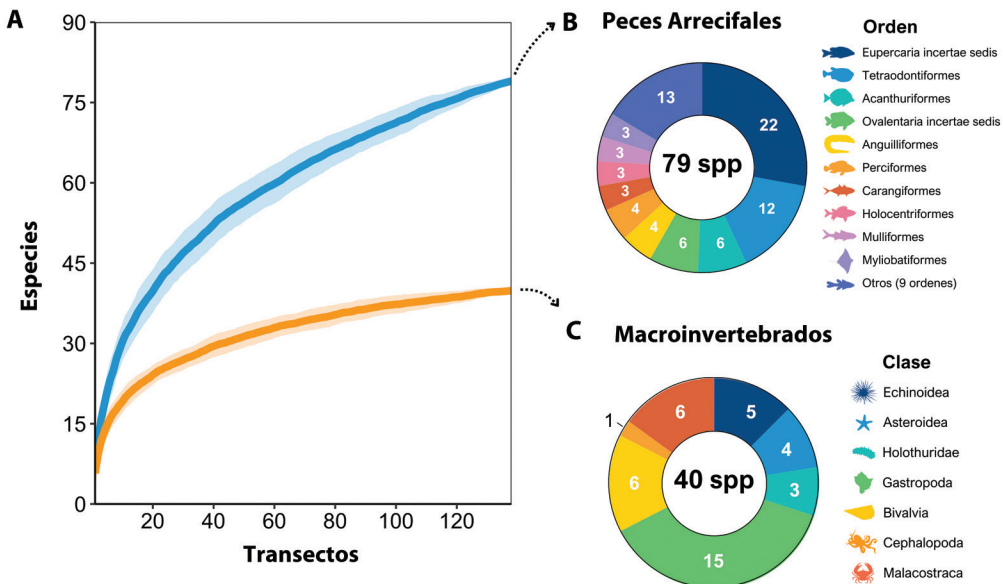 A
Especies
90
75
60
45
30
15
0
20
40
60
80
100
120
Transectos
B
Peces Arrecifales
22
12
6
6
4
4
3
3
3
3
13
79 spp
Orden
Eupercaria incertae sedis
Tetraodontiformes
Acanthuriformes
Ovalentaria incertae sedis
Anguilliformes
Perciformes
Carangiformes
Holocentriformes
Mulliformes
Myliobatiformes
Otros (9 ordenes)
C
Macroinvertebrados
5
4
3
15
6
1
6
40 spp
Clase
Echinoidea
Asteroidea
Holothuridae
Gastropoda
Bivalvia
Cephalopoda
Malacostraca